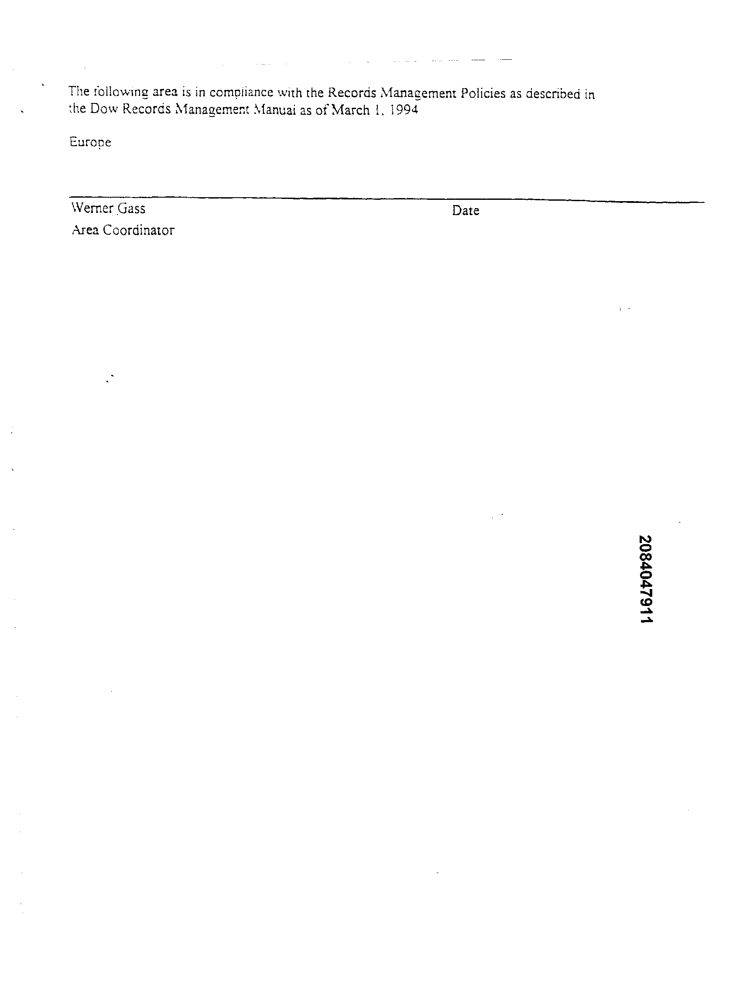 The following area is in compliance with the Records Management Policies as described in
the Dow Records Management Manual as of March 1, 1994
Europe
Werner Gass
Date
Area Coordinator
2084047911